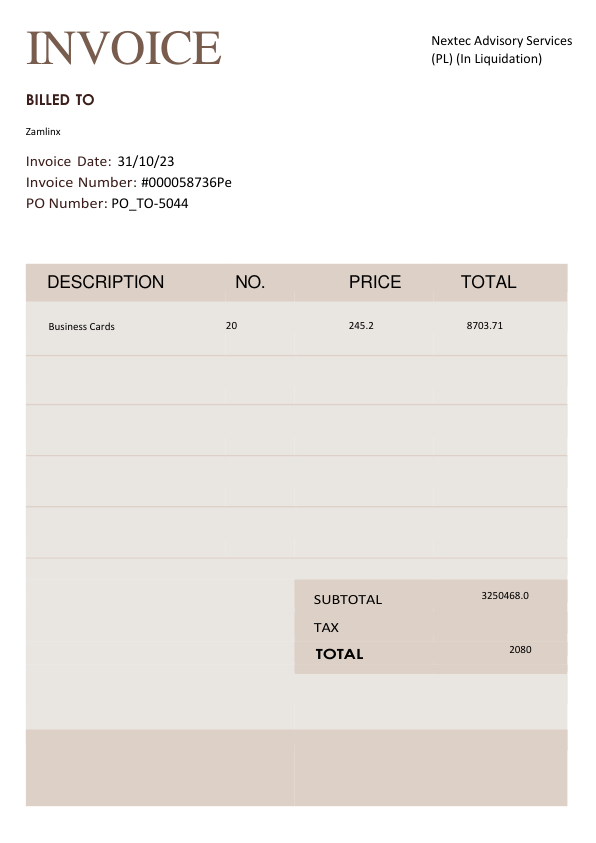 INVOICE
Nextec Advisory Services
(PL) (In Liquidation)
BILLED TO
Zamlinx
Invoice Date: 31/10/23
Invoice Number: #000058736Pe
PO Number: PO_TO-5044
DESCRIPTION NO. PRICE TOTAL
Business Cards 20 245.2 8703.71
SUBTOTAL 3250468.0
TAX
TOTAL 2080